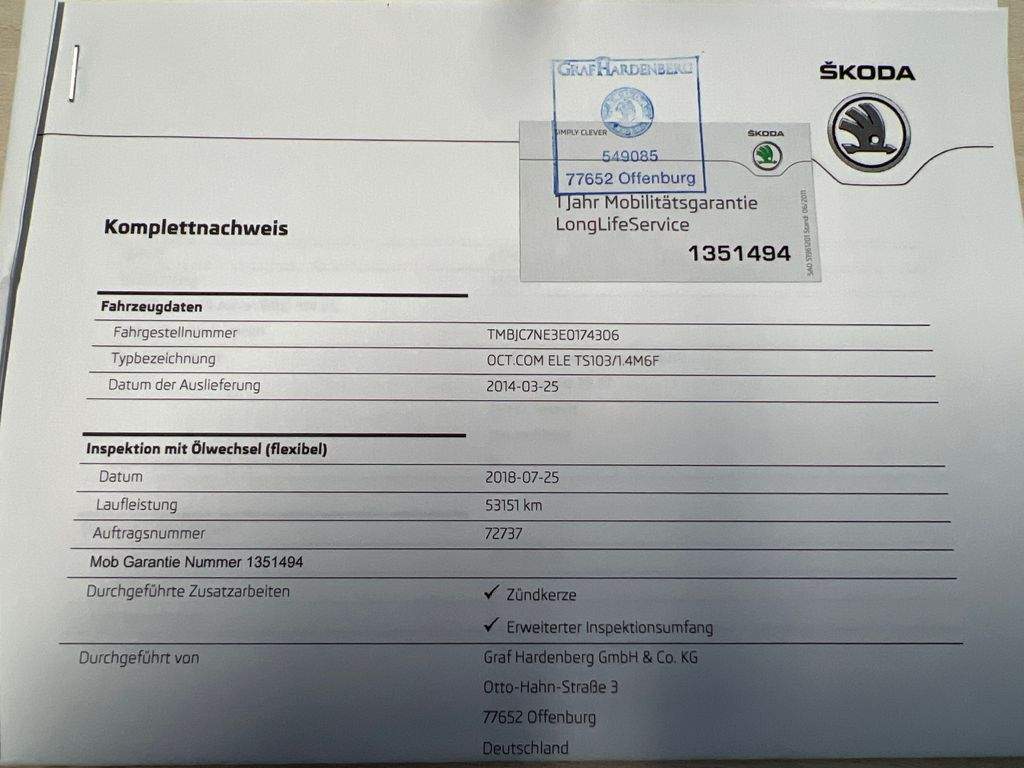 GRAF HARDENBERG
ŠKODA
SIMPLY CLEVER
ŠKODA
549085
77652 Offenburg
1 Jahr Mobilitätsgarantie
LongLifeService
1351494
Komplettnachweis
Fahrzeugdaten
Fahrgestellnummer TMBJC7NE3E0174306
Typbezeichnung OCT.COM ELE TS103/1.4M6F
Datum der Auslieferung 2014-03-25
Inspektion mit Ölwechsel (flexibel)
Datum 2018-07-25
Laufleistung 53151 km
Auftragsnummer 72737
Mob Garantie Nummer 1351494
Durchgeführte Zusatzarbeiten ✓ Zündkerze
✓ Erweiterter Inspektionsumfang
Durchgeführt von Graf Hardenberg GmbH & Co. KG
Otto-Hahn-Straße 3
77652 Offenburg
Deutschland